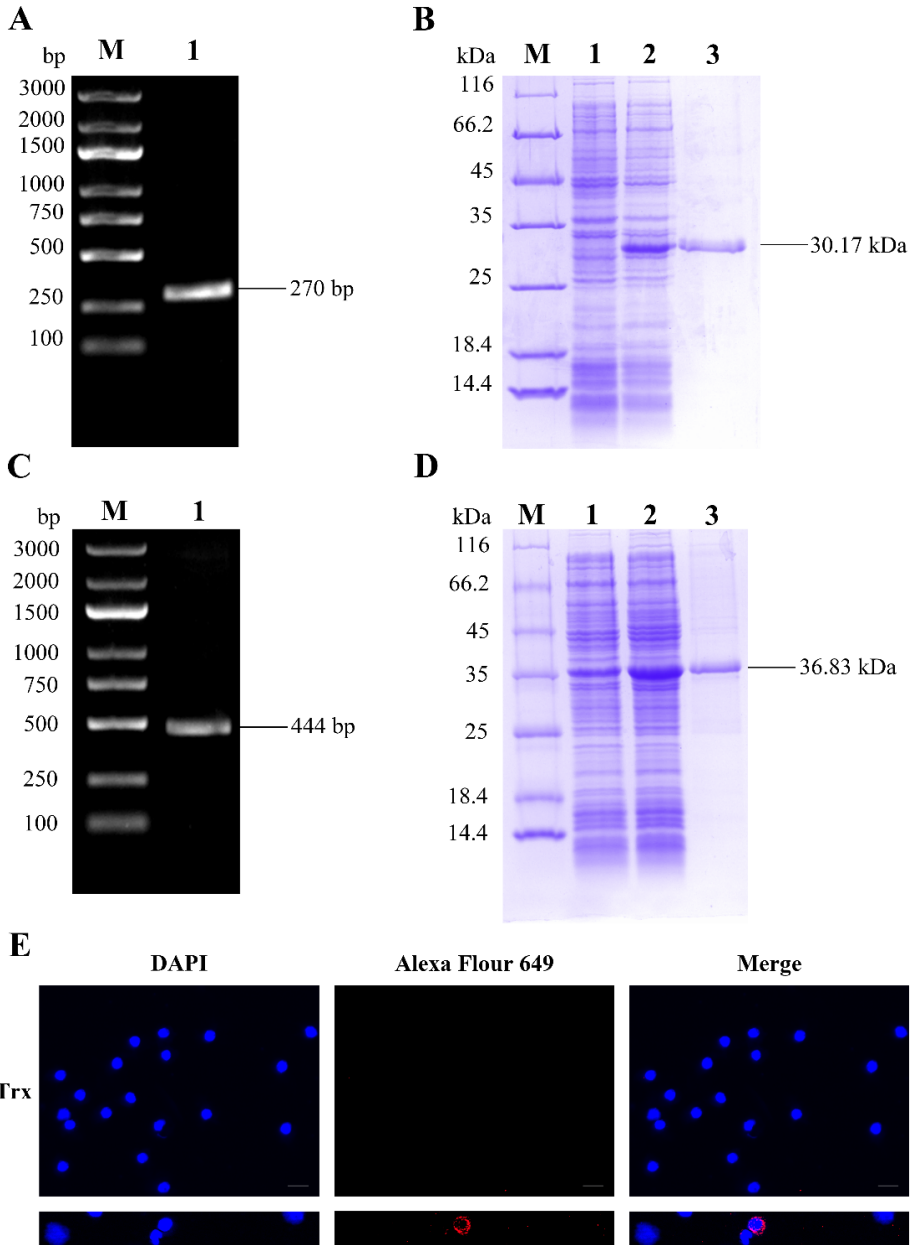 A
bp M 1
3000
2000
1500
1000
750
500
250
100
270 bp
B
kDa M 1 2 3
116
66.2
45
35
25
18.4
14.4
30.17 kDa
C
bp M 1
3000
2000
1500
1000
750
500
250
100
444 bp
D
kDa M 1 2 3
116
66.2
45
35
25
18.4
14.4
36.83 kDa
E
DAPI Alexa Flour 649 Merge
Trx